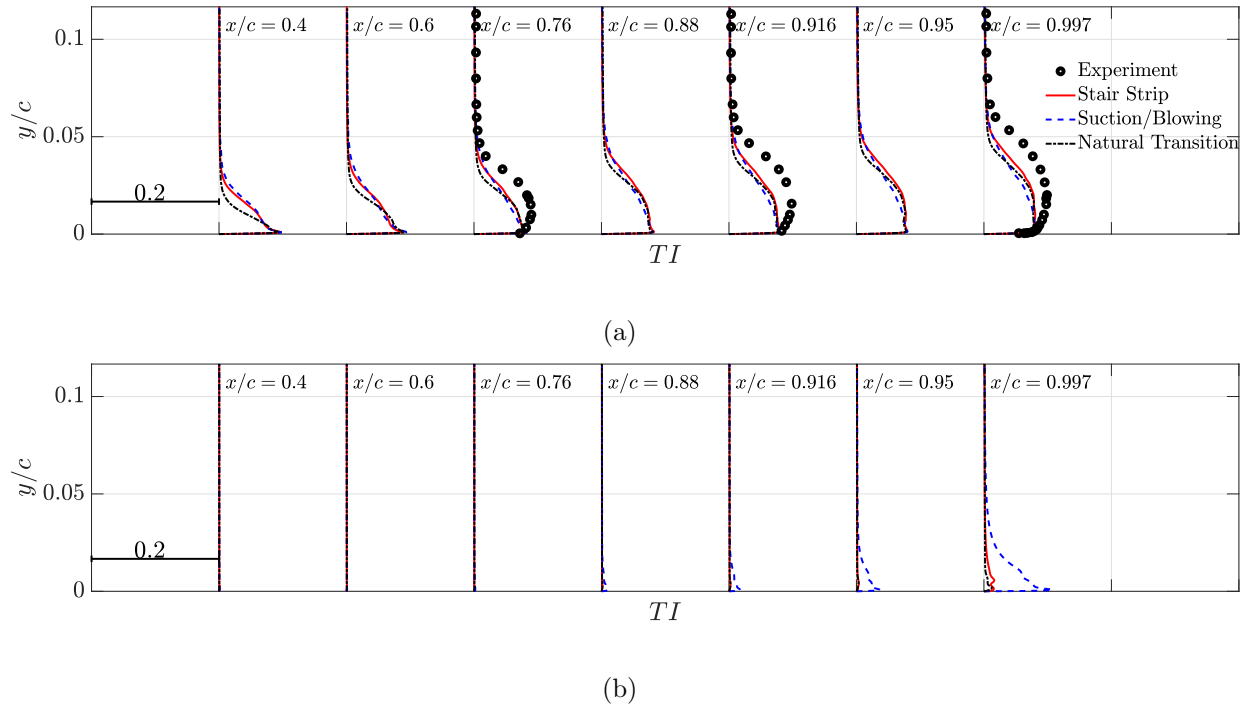 x/c = 0.4 x/c = 0.6 x/c = 0.76 x/c = 0.88 x/c = 0.916 x/c = 0.95 x/c = 0.997
0.1
Experiment
Stair Strip
Suction/Blowing
Natural Transition
0.05
y/c
0.2
0
TI
(a)
x/c = 0.4 x/c = 0.6 x/c = 0.76 x/c = 0.88 x/c = 0.916 x/c = 0.95 x/c = 0.997
0.1
y/c
0.05
0.2
0
TI
(b)